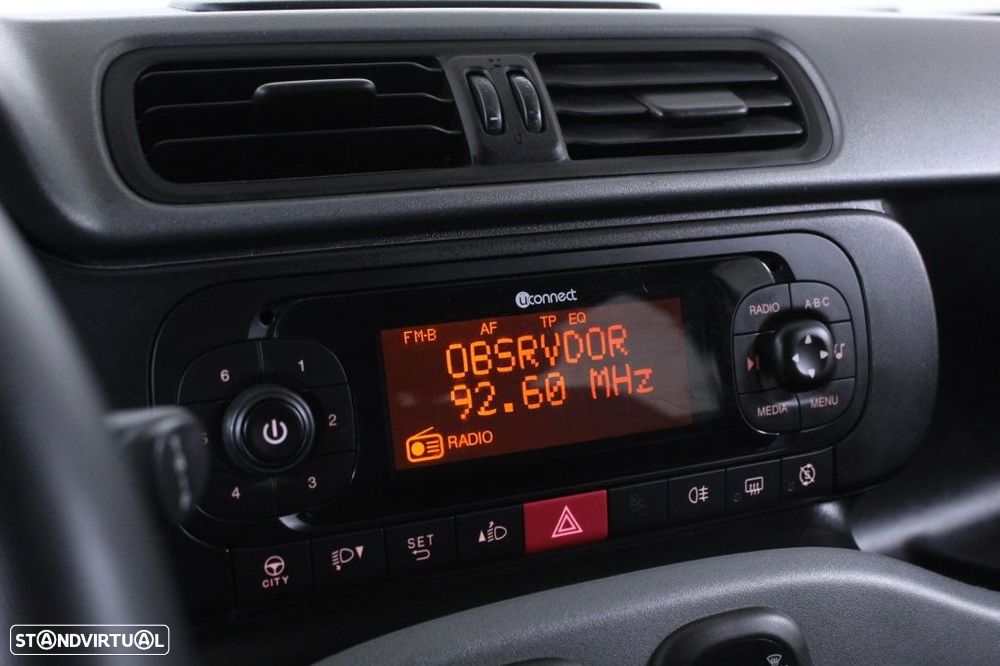 uconnect
FM-B AF TP EQ
OBSRVDOR
92.60 MHz
RADIO
6 1
2
4 3
RADIO A·B·C
MEDIA MENU
SET
CITY
STANDVIRTUAL